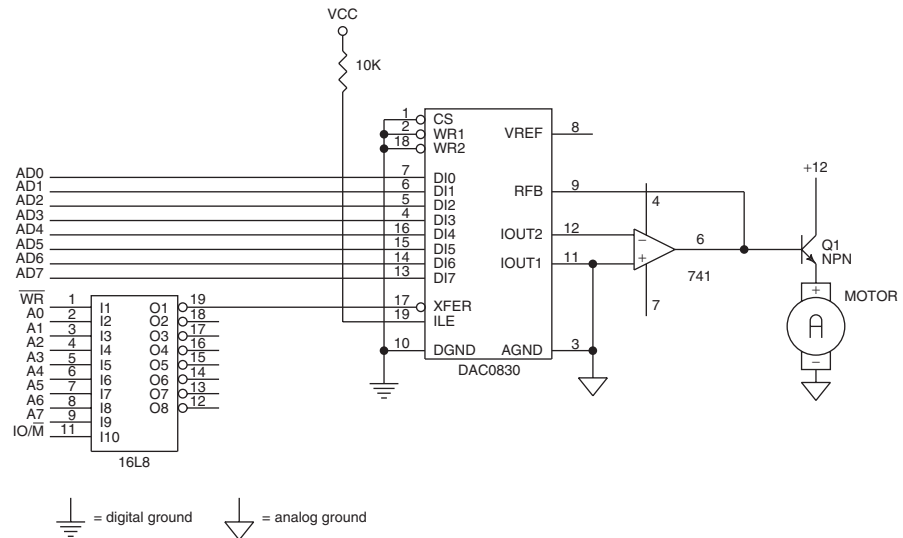 VCC
10K
1 CS
2 WR1
18 WR2
VREF 8
AD0 7 DI0
AD1 6 DI1
AD2 5 DI2
AD3 4 DI3
AD4 16 DI4
AD5 15 DI5
AD6 14 DI6
AD7 13 DI7
RFB 9
IOUT2 12
IOUT1 11
17 XFER
19 ILE
10 DGND
AGND 3
DAC0830
4
−
+
6
741
7
+12
Q1
NPN
+
MOTOR
A
−
WR 1 I1 O1 19
A0 2 I2 O2 18
A1 3 I3 O3 17
A2 4 I4 O4 16
A3 5 I5 O5 15
A4 6 I6 O6 14
A5 7 I7 O7 13
A6 8 I8 O8 12
A7 9 I9
IO/M 11 I10
16L8
= digital ground
= analog ground